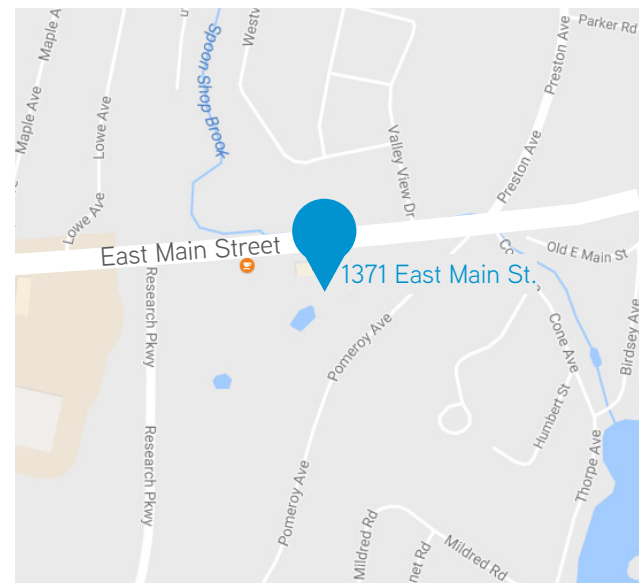 Maple A
Parker Rd
Westv
Preston Ave
Spoon Shop Brook
Lowe Ave
Maple Ave
Valley View Dr
Preston Ave
Lowe Ave
East Main Street
Old E Main St
1371 East Main St.
Research Pkwy
Birdsey Ave
Pomeroy Ave
Cone Ave
Humbert St
Research Pkwy
Pomeroy Ave
Thorpe Ave
Mildred Rd
Mildred Rd
net Rd